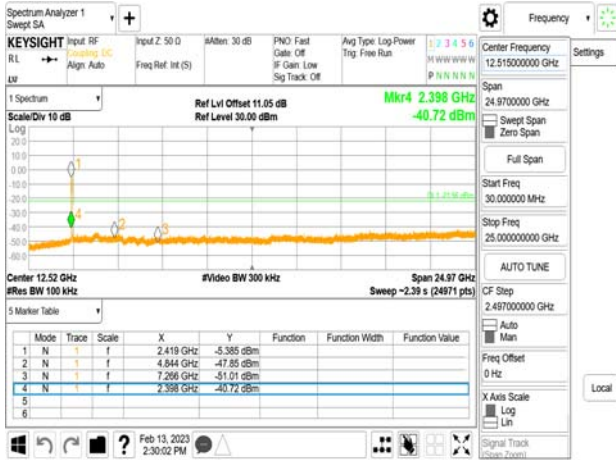 Spectrum Analyzer 1
Swept SA
+
Frequency
KEYSIGHT
RL
Input: RF
Coupling: DC
Align: Auto
Input Z: 50 Ω
Freq Ref: Int (S)
#Atten: 30 dB
PNO: Fast
Gate: Off
IF Gain: Low
Sig Track: Off
Avg Type: Log-Power
Trig: Free Run
1 2 3 4 5 6
M W W W W W
P N N N N N
1 Spectrum
Scale/Div 10 dB
Ref Lvl Offset 11.05 dB
Ref Level 30.00 dBm
Mkr4 2.398 GHz
-40.72 dBm
Log
20.0
10.0
0.00
-10.0
-20.0
-30.0
-40.0
-50.0
-60.0
1
2
3
4
Center 12.52 GHz
#Res BW 100 kHz
#Video BW 300 kHz
Span 24.97 GHz
Sweep ~2.39 s (24971 pts)
5 Marker Table
Mode Trace Scale X Y Function Function Width Function Value
1 N 1 f 2.419 GHz -5.385 dBm
2 N 1 f 4.844 GHz -47.85 dBm
3 N 1 f 7.266 GHz -51.01 dBm
4 N 1 f 2.398 GHz -40.72 dBm
5
6
Feb 13, 2023
2:30:02 PM
Center Frequency
12.515000000 GHz
Span
24.9700000 GHz
Swept Span
Zero Span
Full Span
Start Freq
30.000000 MHz
Stop Freq
25.000000000 GHz
AUTO TUNE
CF Step
2.497000000 GHz
Auto
Man
Freq Offset
0 Hz
X Axis Scale
Log
Lin
Signal Track
(Span Zoom)
Settings
Local